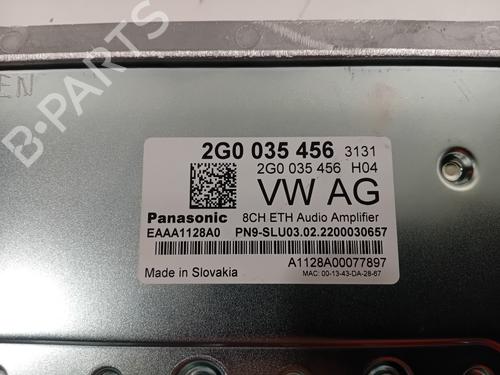 EN
B-PARTS
2G0 035 456 3131
2G0 035 456 H04
VW AG
Panasonic 8CH ETH Audio Amplifier
EAAA1128A0 PN9-SLU03.02.2200030657
A1128A00077897
Made in Slovakia
MAC: 00-13-43-DA-28-67